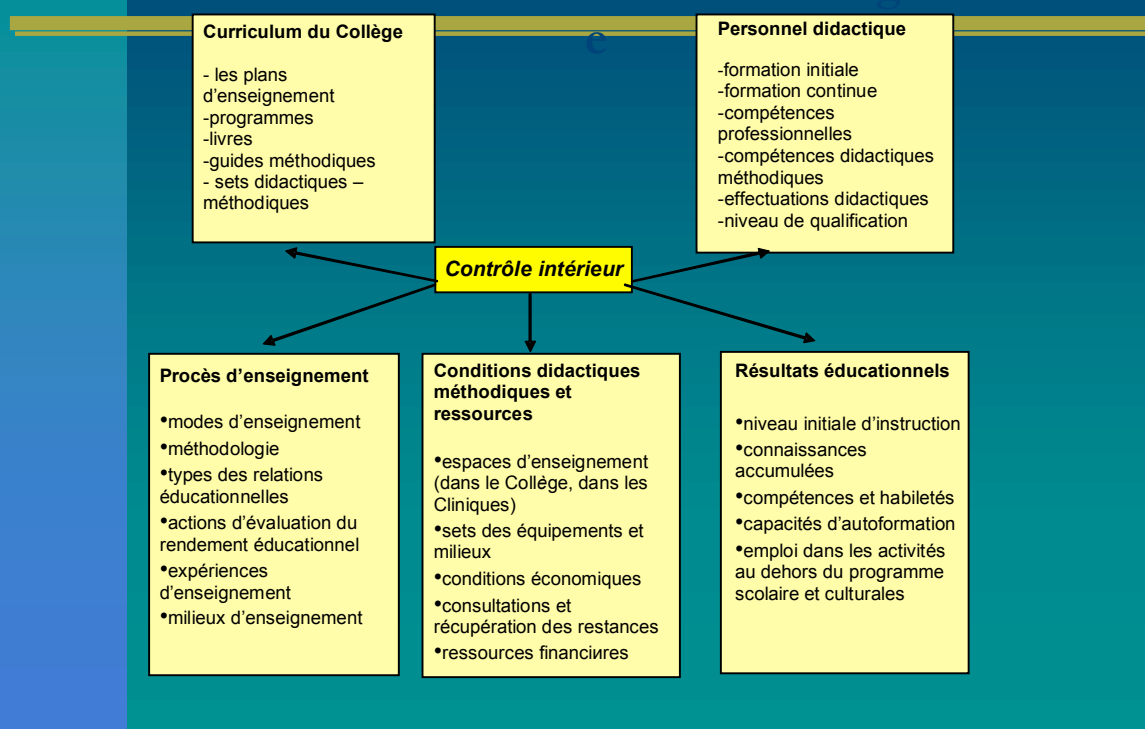 g
e
Curriculum du Collège
- les plans
d’enseignement
-programmes
-livres
-guides méthodiques
- sets didactiques –
méthodiques
Personnel didactique
-formation initiale
-formation continue
-compétences
professionnelles
-compétences didactiques
méthodiques
-effectuations didactiques
-niveau de qualification
Contrôle intérieur
Procès d’enseignement
•modes d’enseignement
•méthodologie
•types des relations
éducationnelles
•actions d’évaluation du
rendement éducationnel
•expériences
d’enseignement
•milieux d’enseignement
Conditions didactiques
méthodiques et
ressources
•espaces d’enseignement
(dans le Collège, dans les
Cliniques)
•sets des équipements et
milieux
•conditions économiques
•consultations et
récupération des restances
•ressources financиres
Résultats éducationnels
•niveau initiale d’instruction
•connaissances
accumulées
•compétences et habiletés
•capacités d’autoformation
•emploi dans les activités
au dehors du programme
scolaire et culturales